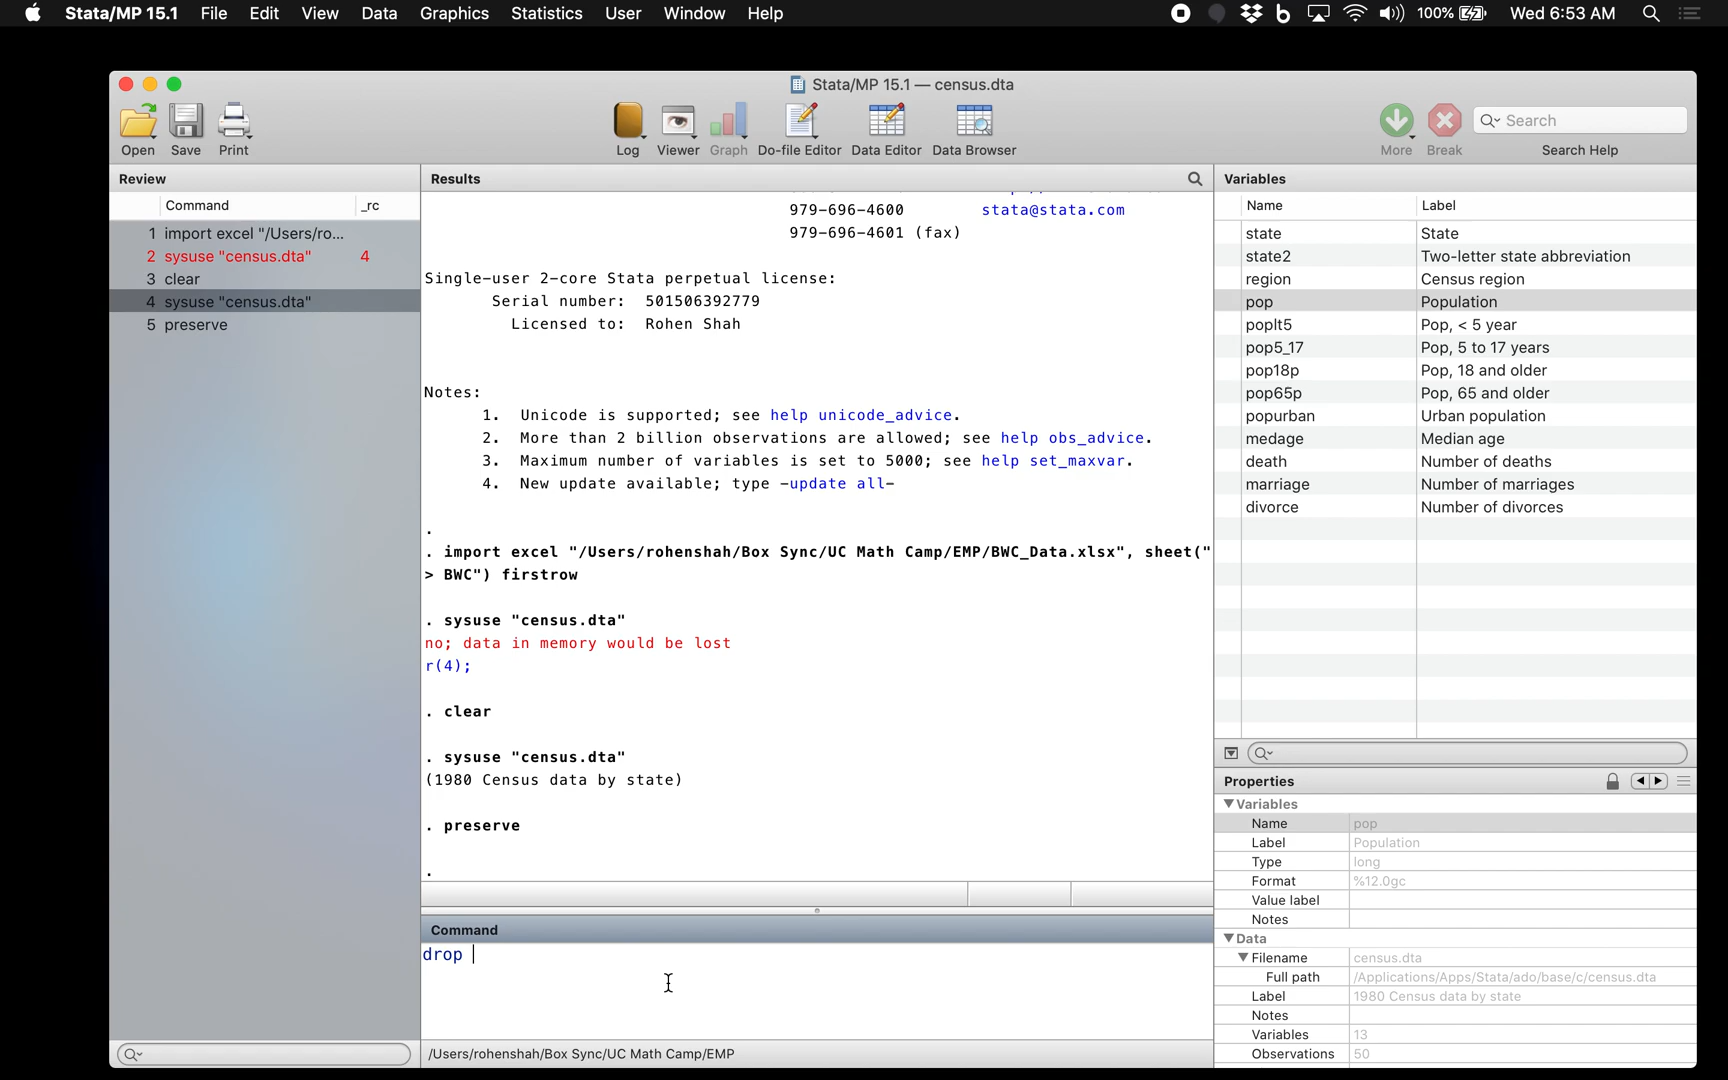 Stata/MP 15.1 File Edit View Data Graphics Statistics User Window Help 100% Wed 6:53 AM
Stata/MP 15.1 — census.dta
Open Save Print Log Viewer Graph Do-file Editor Data Editor Data Browser More Break Search
Search Help
Review
Command _rc
1 import excel "/Users/ro...
2 sysuse "census.dta" 4
3 clear
4 sysuse "census.dta"
5 preserve
Results
979-696-4600 stata@stata.com
979-696-4601 (fax)
Single-user 2-core Stata perpetual license:
Serial number: 501506392779
Licensed to: Rohen Shah
Notes:
1. Unicode is supported; see help unicode_advice.
2. More than 2 billion observations are allowed; see help obs_advice.
3. Maximum number of variables is set to 5000; see help set_maxvar.
4. New update available; type -update all-
.
. import excel "/Users/rohenshah/Box Sync/UC Math Camp/EMP/BWC_Data.xlsx", sheet("
> BWC") firstrow
. sysuse "census.dta"
no; data in memory would be lost
r(4);
. clear
. sysuse "census.dta"
(1980 Census data by state)
. preserve
.
Command
drop
/Users/rohenshah/Box Sync/UC Math Camp/EMP
Variables
Name Label
state State
state2 Two-letter state abbreviation
region Census region
pop Population
poplt5 Pop, < 5 year
pop5_17 Pop, 5 to 17 years
pop18p Pop, 18 and older
pop65p Pop, 65 and older
popurban Urban population
medage Median age
death Number of deaths
marriage Number of marriages
divorce Number of divorces
Properties
Variables
Name pop
Label Population
Type long
Format %12.0gc
Value label
Notes
Data
Filename census.dta
Full path /Applications/Apps/Stata/ado/base/c/census.dta
Label 1980 Census data by state
Notes
Variables 13
Observations 50